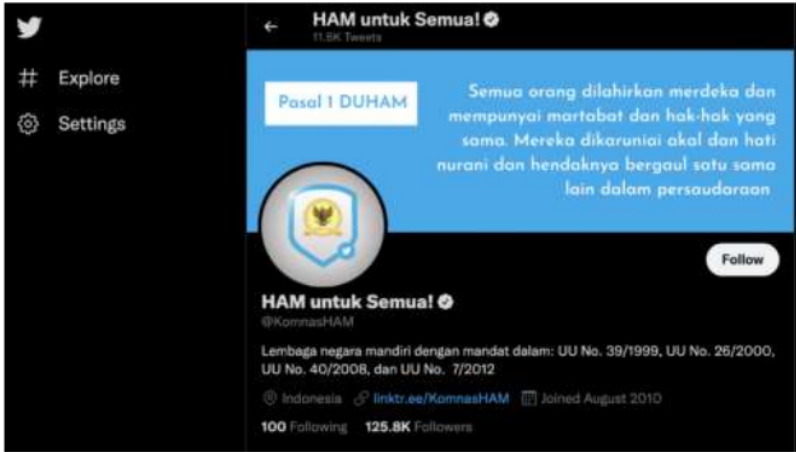 HAM untuk Semua!
11.5K Tweets
Explore
Settings
Pasal 1 DUHAM
Semua orang dilahirkan merdeka dan
mempunyai martabat dan hak-hak yang
sama. Mereka dikaruniai akal dan hati
nurani dan hendaknya bergaul satu sama
lain dalam persaudaraan
Follow
HAM untuk Semua!
@KomnasHAM
Lembaga negara mandiri dengan mandat dalam: UU No. 39/1999, UU No. 26/2000,
UU No. 40/2008, dan UU No. 7/2012
Indonesia linktr.ee/KomnasHAM Joined August 2010
100 Following 125.8K Followers